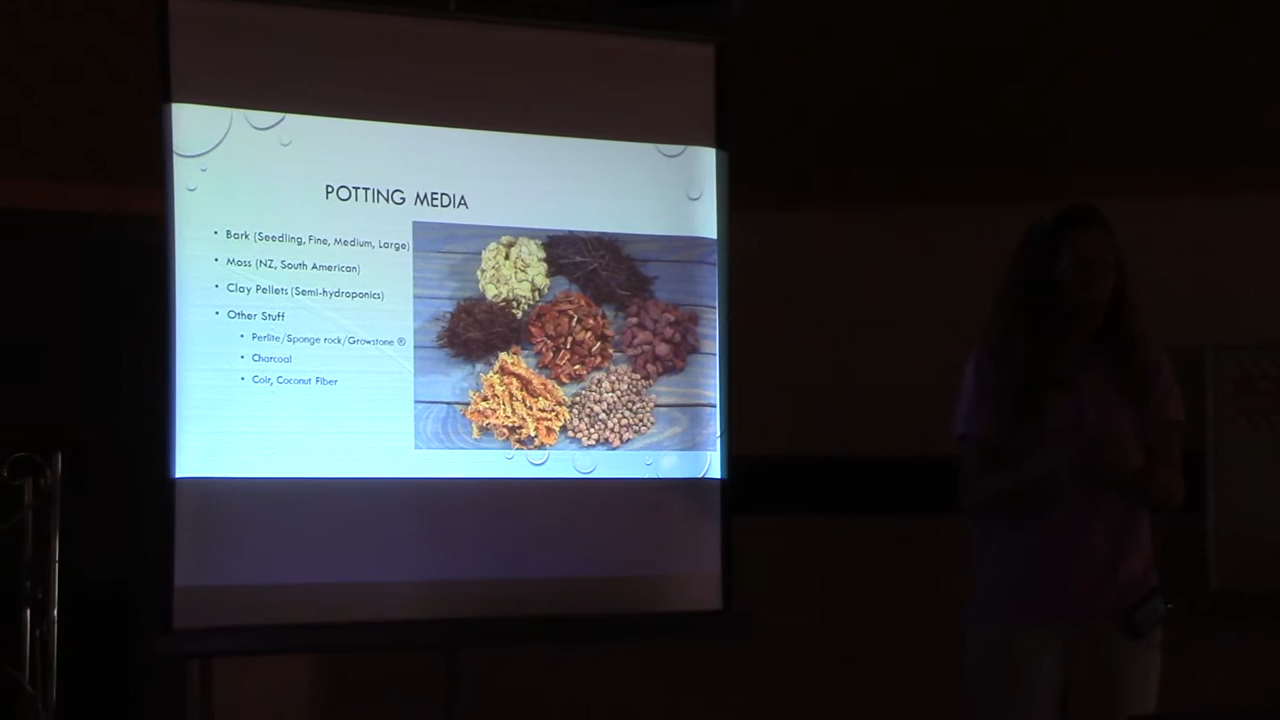 POTTING MEDIA
• Bark (Seedling, Fine, Medium, Large)
• Moss (NZ, South American)
• Clay Pellets (Semi-hydroponics)
• Other Stuff
• Perlite/Sponge rock/Growstone ®
• Charcoal
• Coir, Coconut Fiber